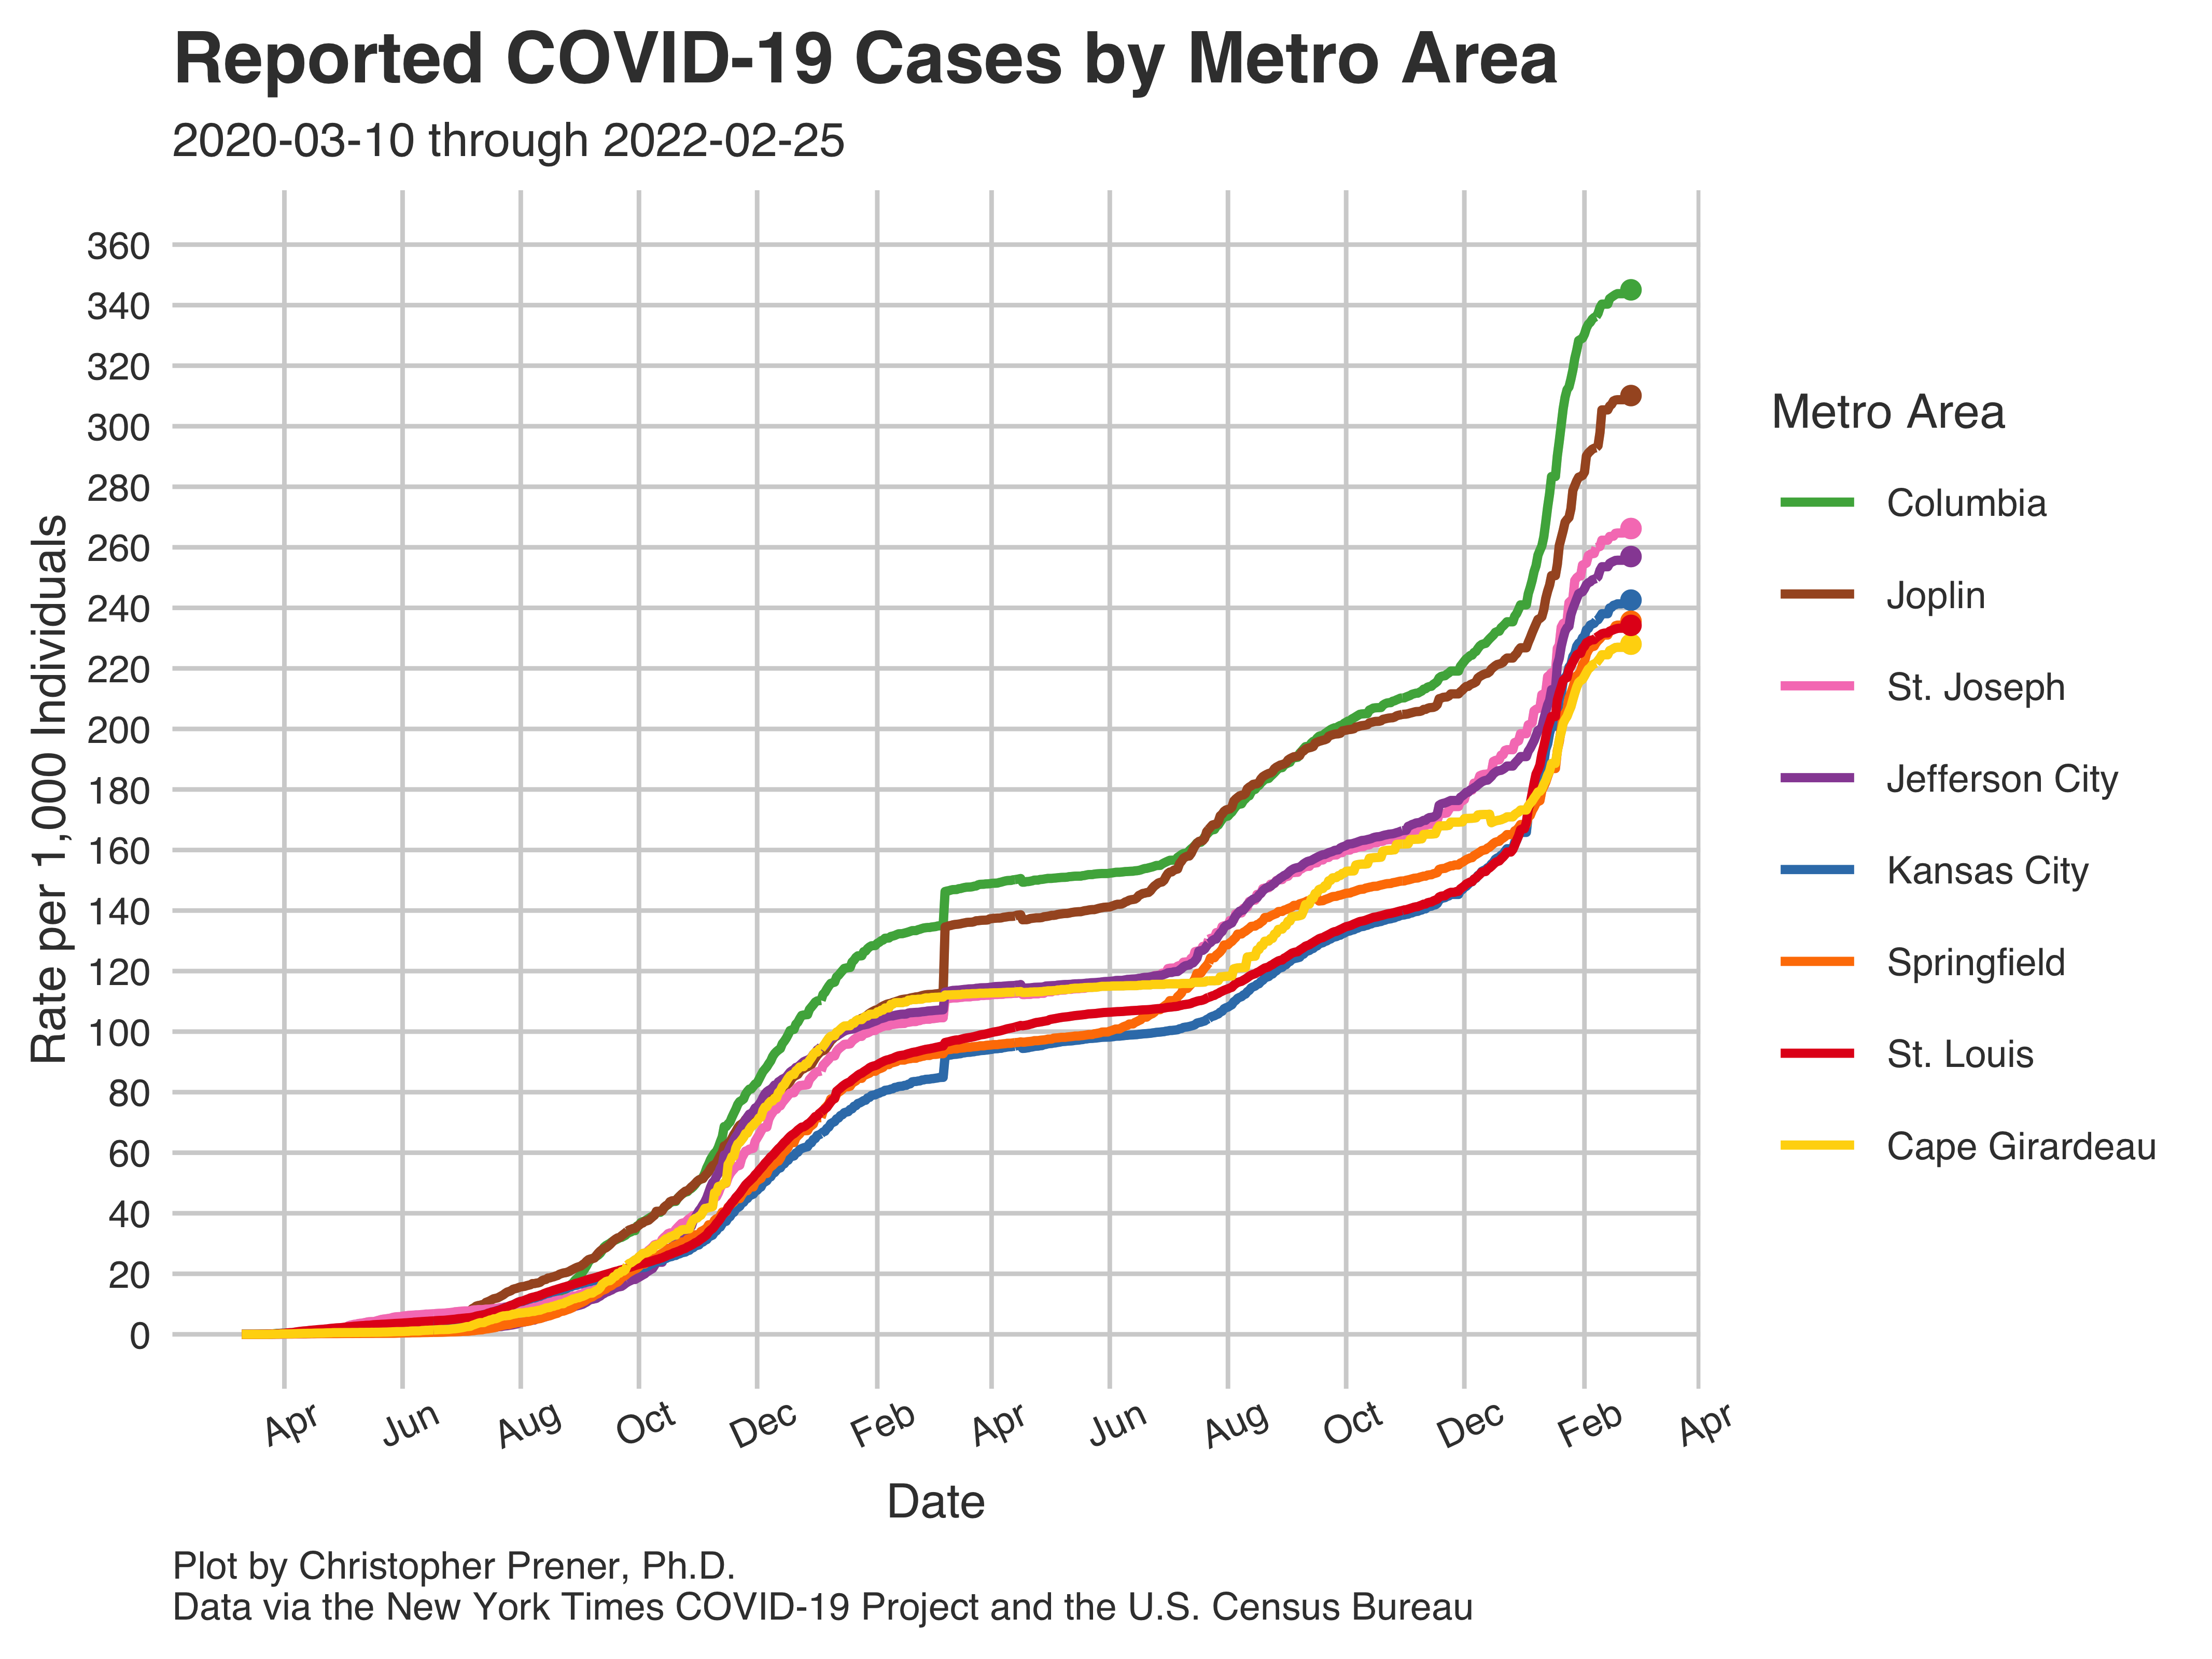 Reported COVID-19 Cases by Metro Area
2020-03-10 through 2022-02-25
360
340
320
300
280
260
240
220
200
180
160
140
120
100
80
60
40
20
0
Rate per 1,000 Individuals
Apr Jun Aug Oct Dec Feb Apr Jun Aug Oct Dec Feb Apr
Date
Metro Area
Columbia
Joplin
St. Joseph
Jefferson City
Kansas City
Springfield
St. Louis
Cape Girardeau
Plot by Christopher Prener, Ph.D.
Data via the New York Times COVID-19 Project and the U.S. Census Bureau